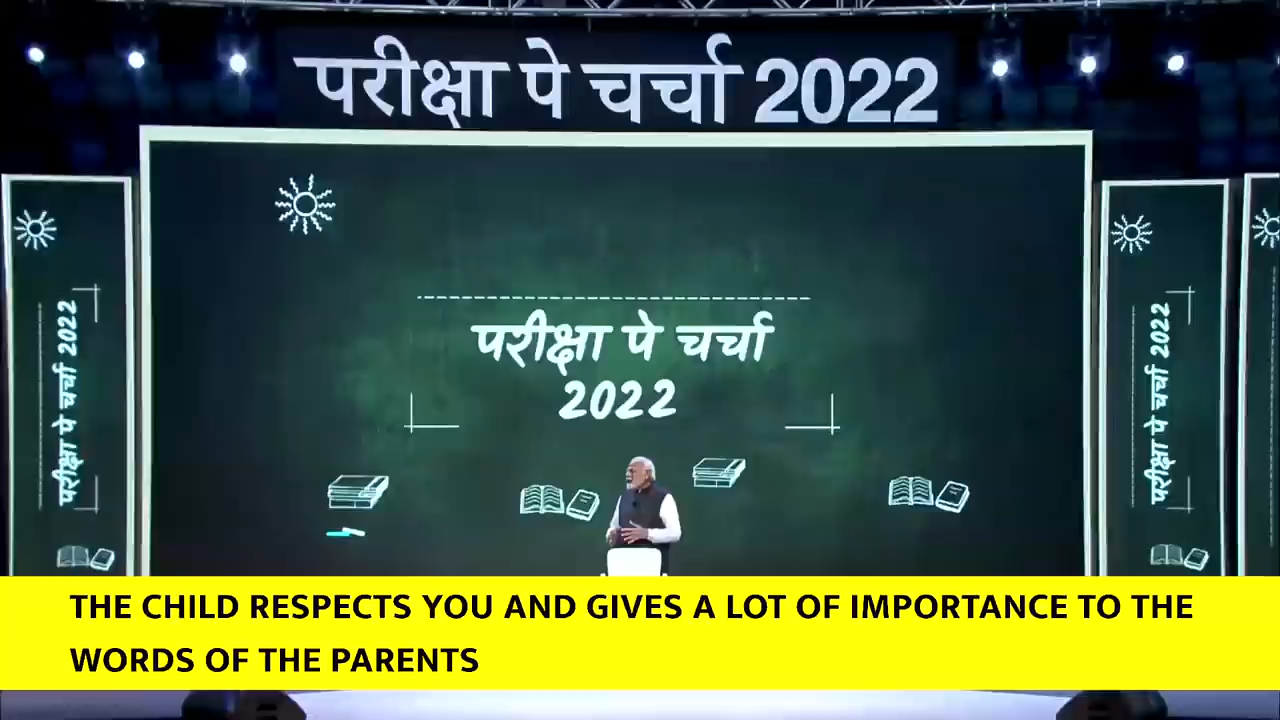 परीक्षा पे चर्चा 2022
परीक्षा पे चर्चा
2022
परीक्षा पे चर्चा 2022
परीक्षा पे चर्चा 2022
THE CHILD RESPECTS YOU AND GIVES A LOT OF IMPORTANCE TO THE
WORDS OF THE PARENTS